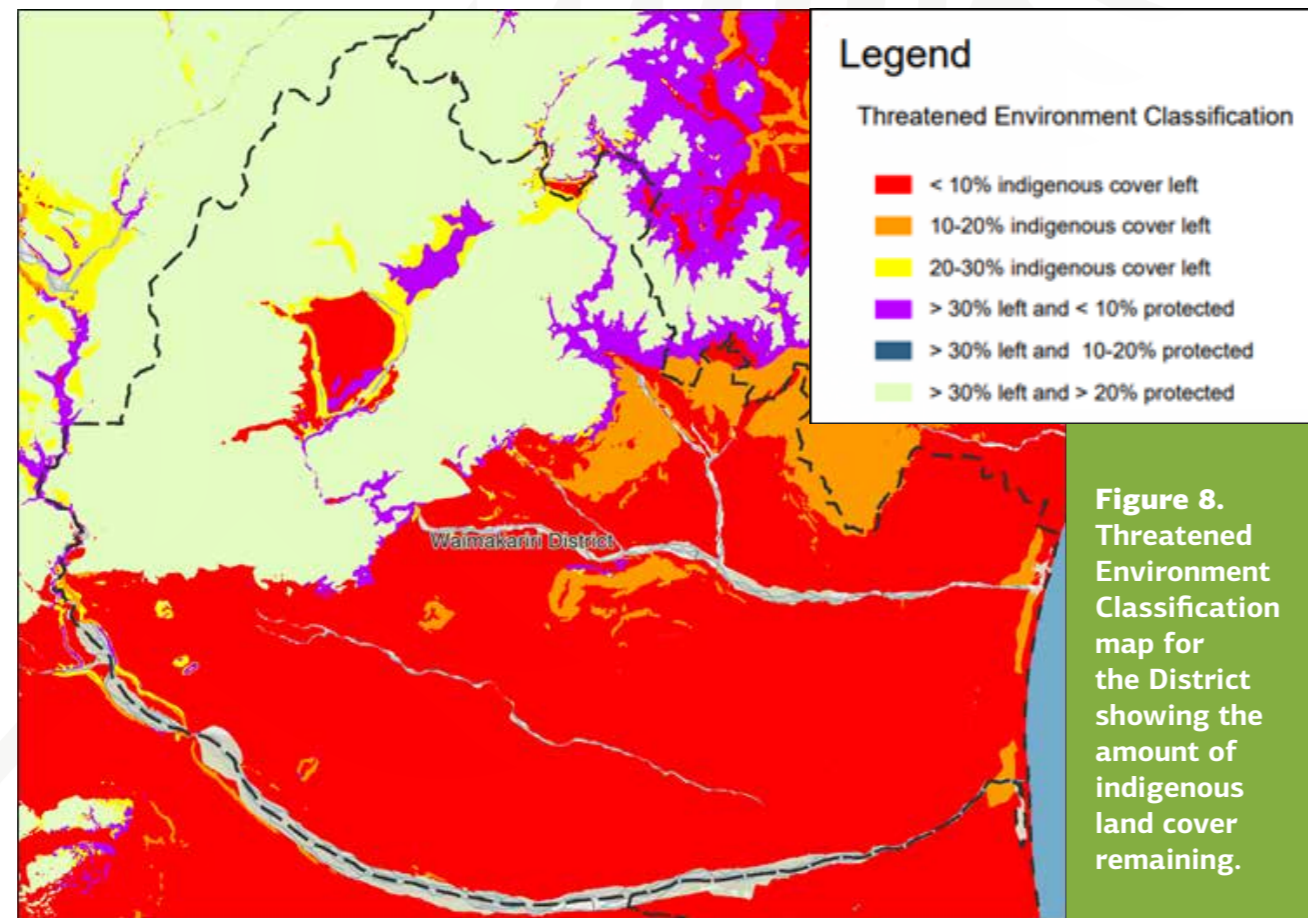 Legend
Threatened Environment Classification
< 10% indigenous cover left
10-20% indigenous cover left
20-30% indigenous cover left
> 30% left and < 10% protected
> 30% left and 10-20% protected
> 30% left and > 20% protected
Waimakariri District
Figure 8.
Threatened
Environment
Classification
map for
the District
showing the
amount of
indigenous
land cover
remaining.